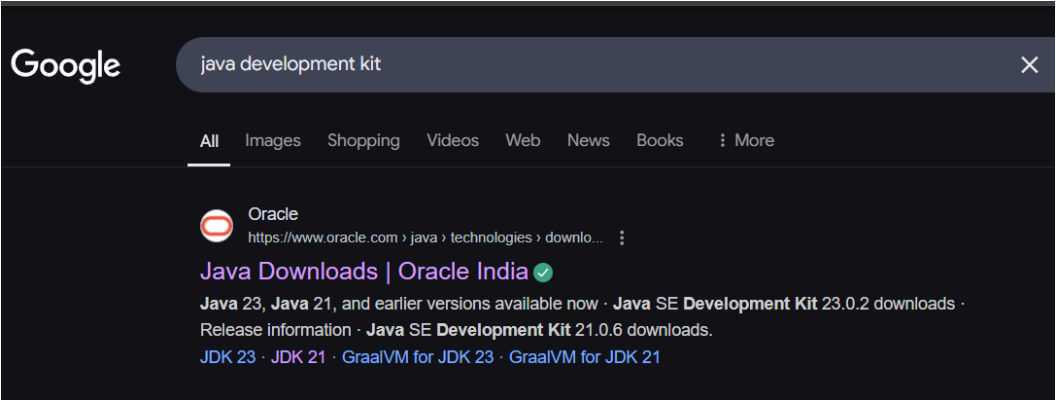 Google
java development kit
All Images Shopping Videos Web News Books More
Oracle
https://www.oracle.com › java › technologies › downlo...
Java Downloads | Oracle India
Java 23, Java 21, and earlier versions available now · Java SE Development Kit 23.0.2 downloads ·
Release information · Java SE Development Kit 21.0.6 downloads.
JDK 23 · JDK 21 · GraalVM for JDK 23 · GraalVM for JDK 21